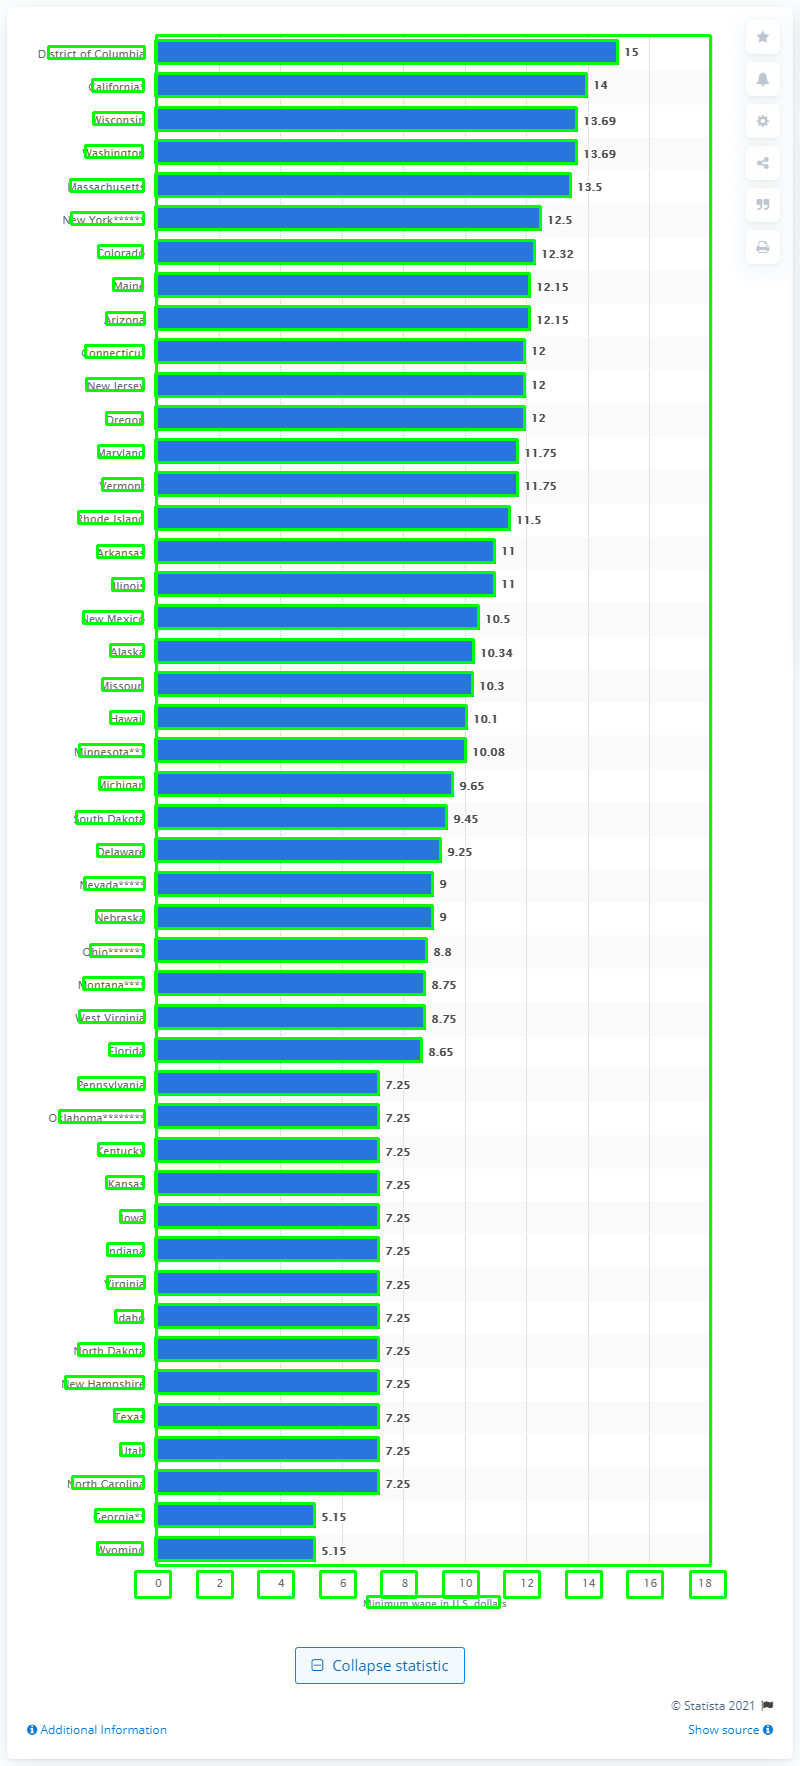 District of Columbia 15
California* 14
Wisconsin 13.69
Washington 13.69
Massachusetts 13.5
New York****** 12.5
Colorado 12.32
Maine 12.15
Arizona 12.15
Connecticut 12
New Jersey 12
Oregon 12
Maryland 11.75
Vermont 11.75
Rhode Island 11.5
Arkansas 11
Illinois 11
New Mexico 10.5
Alaska 10.34
Missouri 10.3
Hawaii 10.1
Minnesota*** 10.08
Michigan 9.65
South Dakota 9.45
Delaware 9.25
Nevada***** 9
Nebraska 9
Ohio******* 8.8
Montana**** 8.75
West Virginia 8.75
Florida 8.65
Pennsylvania 7.25
Oklahoma******** 7.25
Kentucky 7.25
Kansas 7.25
Iowa 7.25
Indiana 7.25
Virginia 7.25
Idaho 7.25
North Dakota 7.25
New Hampshire 7.25
Texas 7.25
Utah 7.25
North Carolina 7.25
Georgia** 5.15
Wyoming 5.15
0 2 4 6 8 10 12 14 16 18
Minimum wage in U.S. dollars
Collapse statistic
© Statista 2021
Additional Information Show source